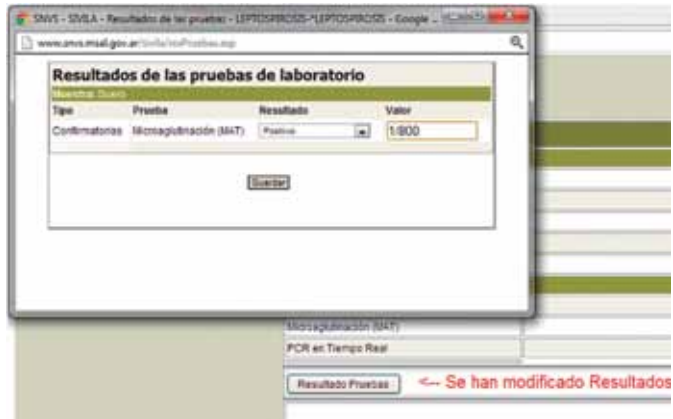 SNVS - SIVILA - Resultados de las pruebas - LEPTOSPIROSIS-*LEPTOSPIROSIS - Google ...
www.snvs.msal.gov.ar/sivila/
Resultados de las pruebas de laboratorio
Muestra: Suero
Tipo Prueba Resultado Valor
Confirmatorias Microaglutinación (MAT) Positivo 1/800
Guardar
Microaglutinación (MAT)
PCR en Tiempo Real
Resultado Pruebas <-- Se han modificado Resultados